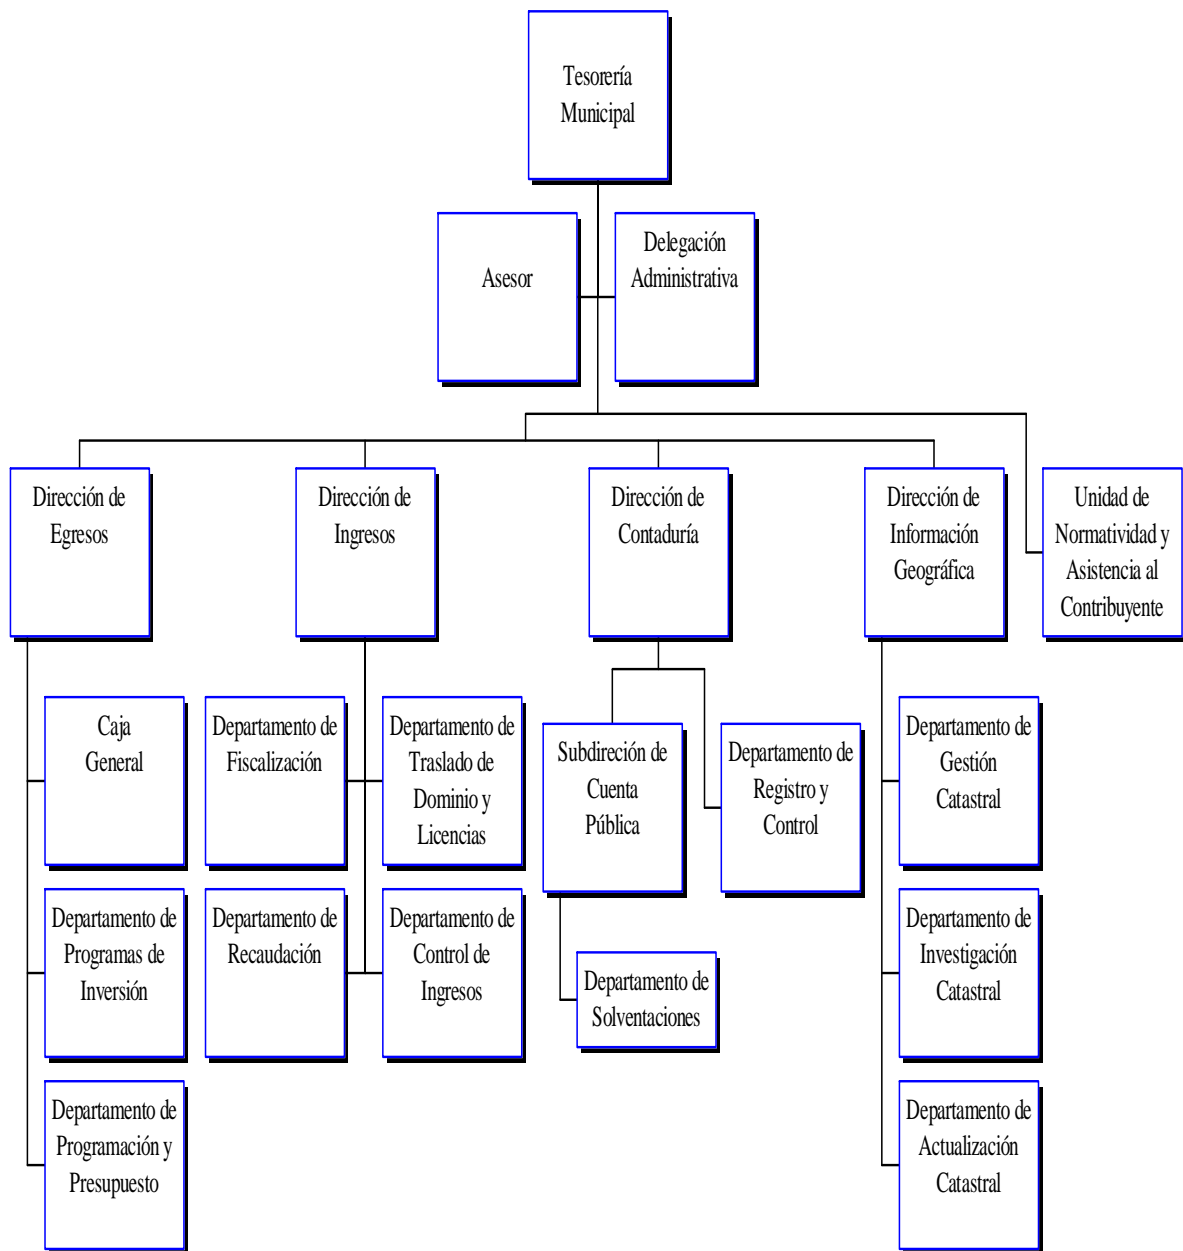 Tesorería
Municipal
Asesor
Delegación
Administrativa
Dirección de
Egresos
Dirección de
Ingresos
Dirección de
Contaduría
Dirección de
Información
Geográfica
Unidad de
Normatividad y
Asistencia al
Contribuyente
Caja
General
Departamento de
Fiscalización
Departamento de
Traslado de
Dominio y
Licencias
Subdireción de
Cuenta
Pública
Departamento de
Registro y
Control
Departamento de
Gestión
Catastral
Departamento de
Programas de
Inversión
Departamento de
Recaudación
Departamento de
Control de
Ingresos
Departamento de
Solventaciones
Departamento de
Investigación
Catastral
Departamento de
Programación y
Presupuesto
Departamento de
Actualización
Catastral